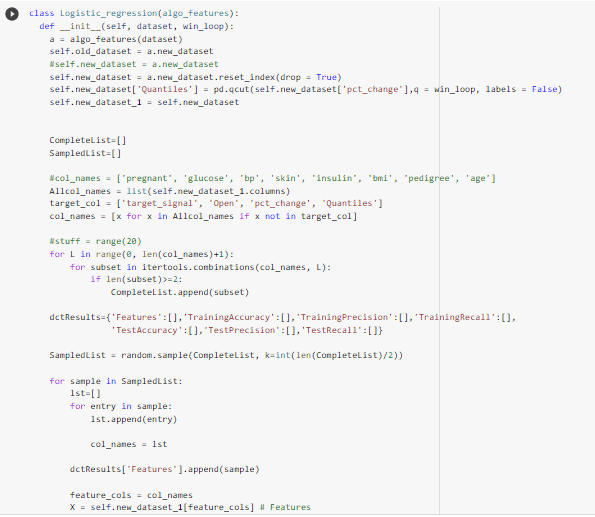 class Logistic_regression(algo_features):
  def __init__(self, dataset, win_loop):
    a = algo_features(dataset)
    self.old_dataset = a.new_dataset
    #self.new_dataset = a.new_dataset
    self.new_dataset = a.new_dataset.reset_index(drop = True)
    self.new_dataset['Quantiles'] = pd.qcut(self.new_dataset['pct_change'],q = win_loop, labels = False)
    self.new_dataset_1 = self.new_dataset
    CompleteList=[]
    SampledList=[]
    #col_names = ['pregnant', 'glucose', 'bp', 'skin', 'insulin', 'bmi', 'pedigree', 'age']
    Allcol_names = list(self.new_dataset_1.columns)
    target_col = ['target_signal', 'Open', 'pct_change', 'Quantiles']
    col_names = [x for x in Allcol_names if x not in target_col]
    #stuff = range(20)
    for L in range(0, len(col_names)+1):
        for subset in itertools.combinations(col_names, L):
            if len(subset)>=2:
                CompleteList.append(subset)
    dctResults={'Features':[],'TrainingAccuracy':[],'TrainingPrecision':[],'TrainingRecall':[],
                'TestAccuracy':[],'TestPrecision':[],'TestRecall':[]}
    SampledList = random.sample(CompleteList, k=int(len(CompleteList)/2))
    for sample in SampledList:
        lst=[]
        for entry in sample:
            lst.append(entry)
            col_names = lst
        dctResults['Features'].append(sample)
        feature_cols = col_names
        X = self.new_dataset_1[feature_cols] # Features